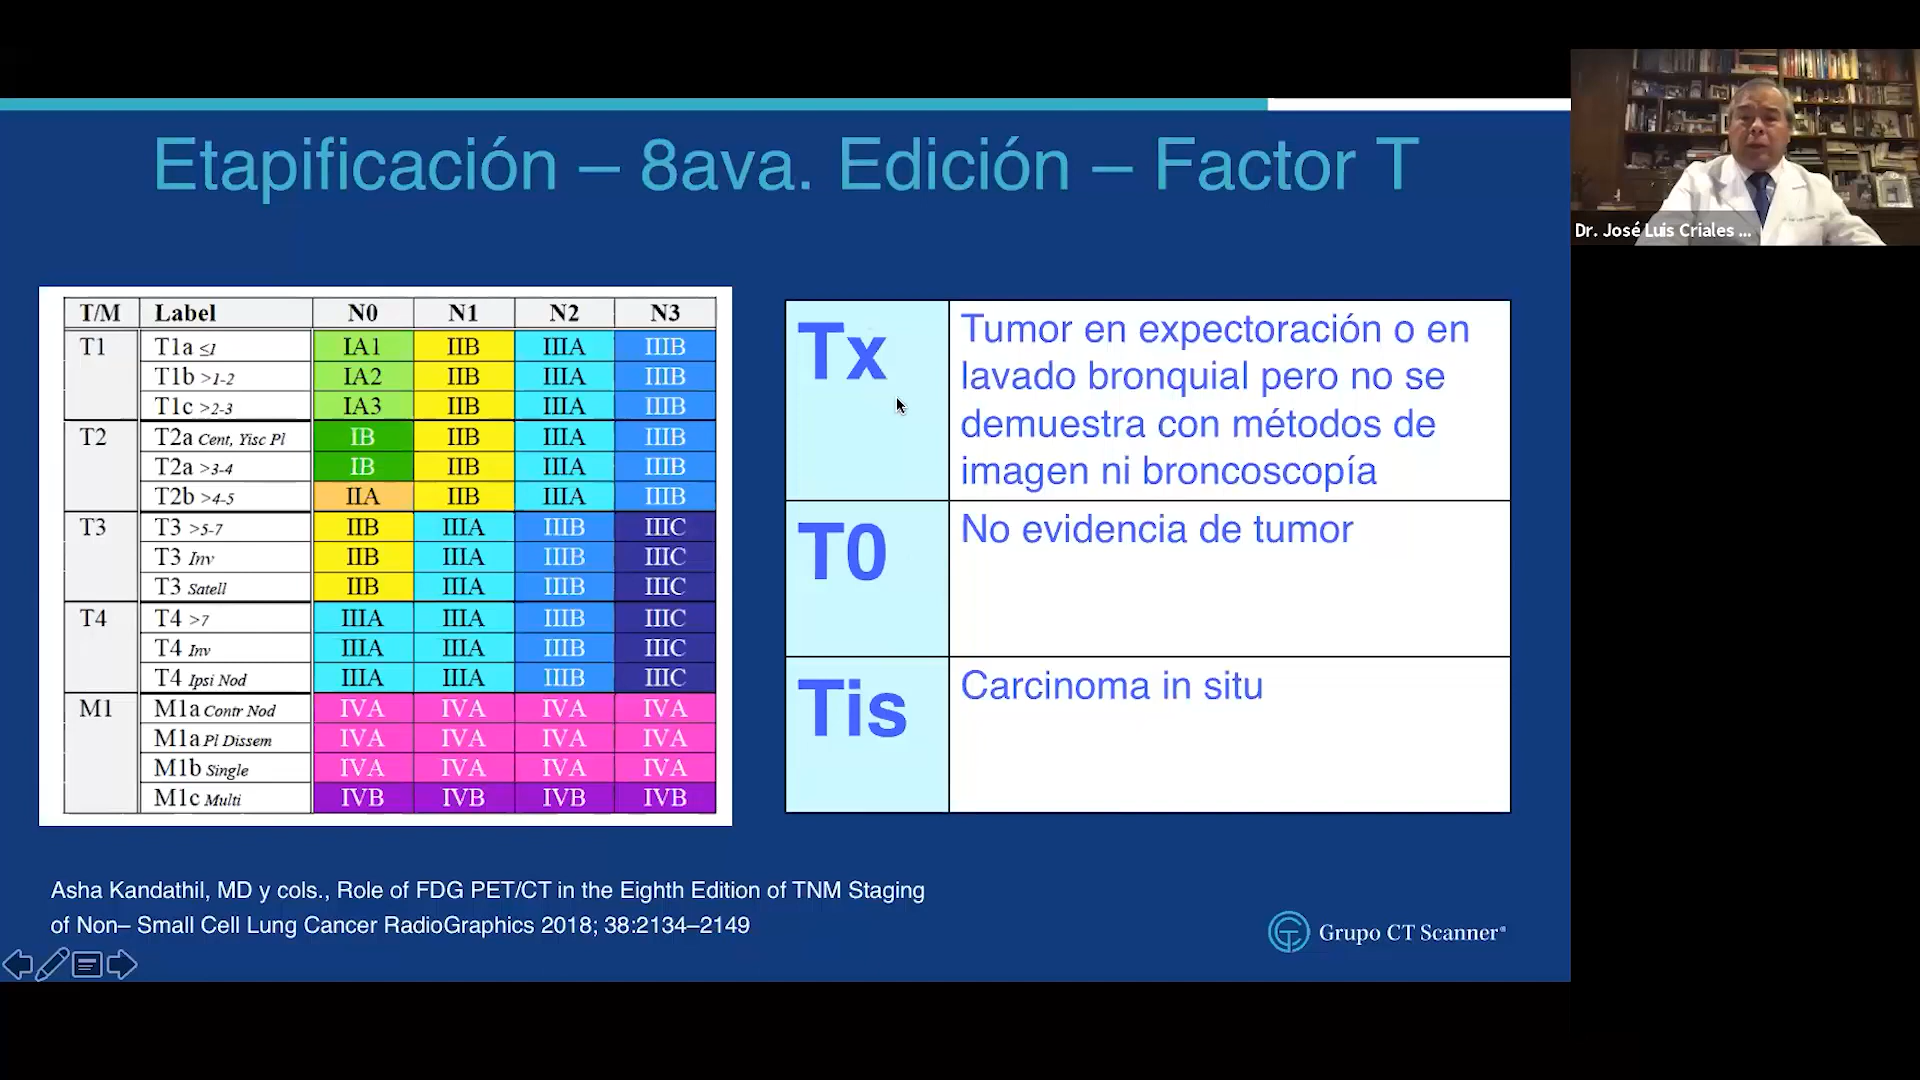 Etapificación – 8ava. Edición – Factor T
Dr. José Luis Criales ...
T/M Label N0 N1 N2 N3
T1 T1a ≤1 IA1 IIB IIIA IIIB
T1b >1-2 IA2 IIB IIIA IIIB
T1c >2-3 IA3 IIB IIIA IIIB
T2 T2a Cent, Yisc Pl IB IIB IIIA IIIB
T2a >3-4 IB IIB IIIA IIIB
T2b >4-5 IIA IIB IIIA IIIB
T3 T3 >5-7 IIB IIIA IIIB IIIC
T3 Inv IIB IIIA IIIB IIIC
T3 Satell IIB IIIA IIIB IIIC
T4 T4 >7 IIIA IIIA IIIB IIIC
T4 Inv IIIA IIIA IIIB IIIC
T4 Ipsi Nod IIIA IIIA IIIB IIIC
M1 M1a Contr Nod IVA IVA IVA IVA
M1a Pl Dissem IVA IVA IVA IVA
M1b Single IVA IVA IVA IVA
M1c Multi IVB IVB IVB IVB
Tx Tumor en expectoración o en
lavado bronquial pero no se
demuestra con métodos de
imagen ni broncoscopía
T0 No evidencia de tumor
Tis Carcinoma in situ
Asha Kandathil, MD y cols., Role of FDG PET/CT in the Eighth Edition of TNM Staging
of Non– Small Cell Lung Cancer RadioGraphics 2018; 38:2134–2149
Grupo CT Scanner®